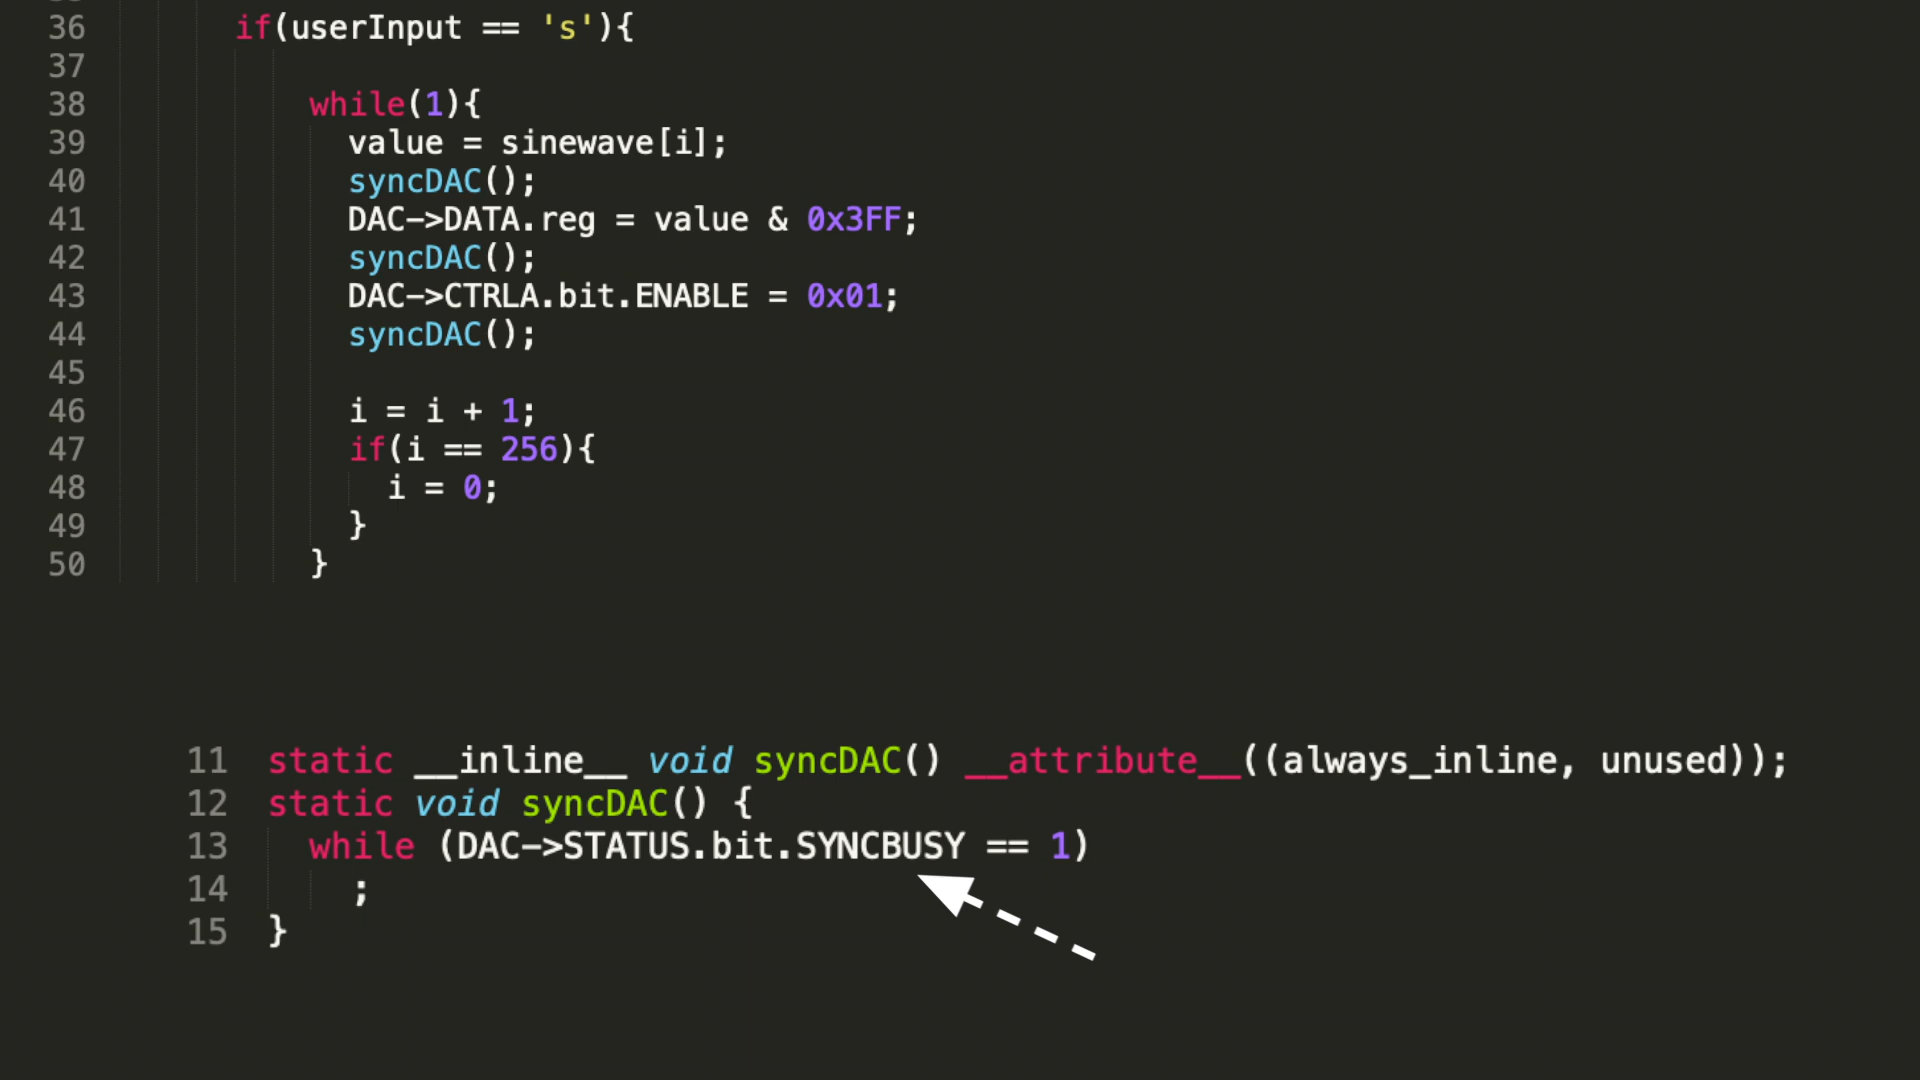 36 if(userInput == 's'){
37
38 while(1){
39 value = sinewave[i];
40 syncDAC();
41 DAC->DATA.reg = value & 0x3FF;
42 syncDAC();
43 DAC->CTRLA.bit.ENABLE = 0x01;
44 syncDAC();
45
46 i = i + 1;
47 if(i == 256){
48 i = 0;
49 }
50 }
11 static __inline__ void syncDAC() __attribute__((always_inline, unused));
12 static void syncDAC() {
13 while (DAC->STATUS.bit.SYNCBUSY == 1)
14 ;
15 }